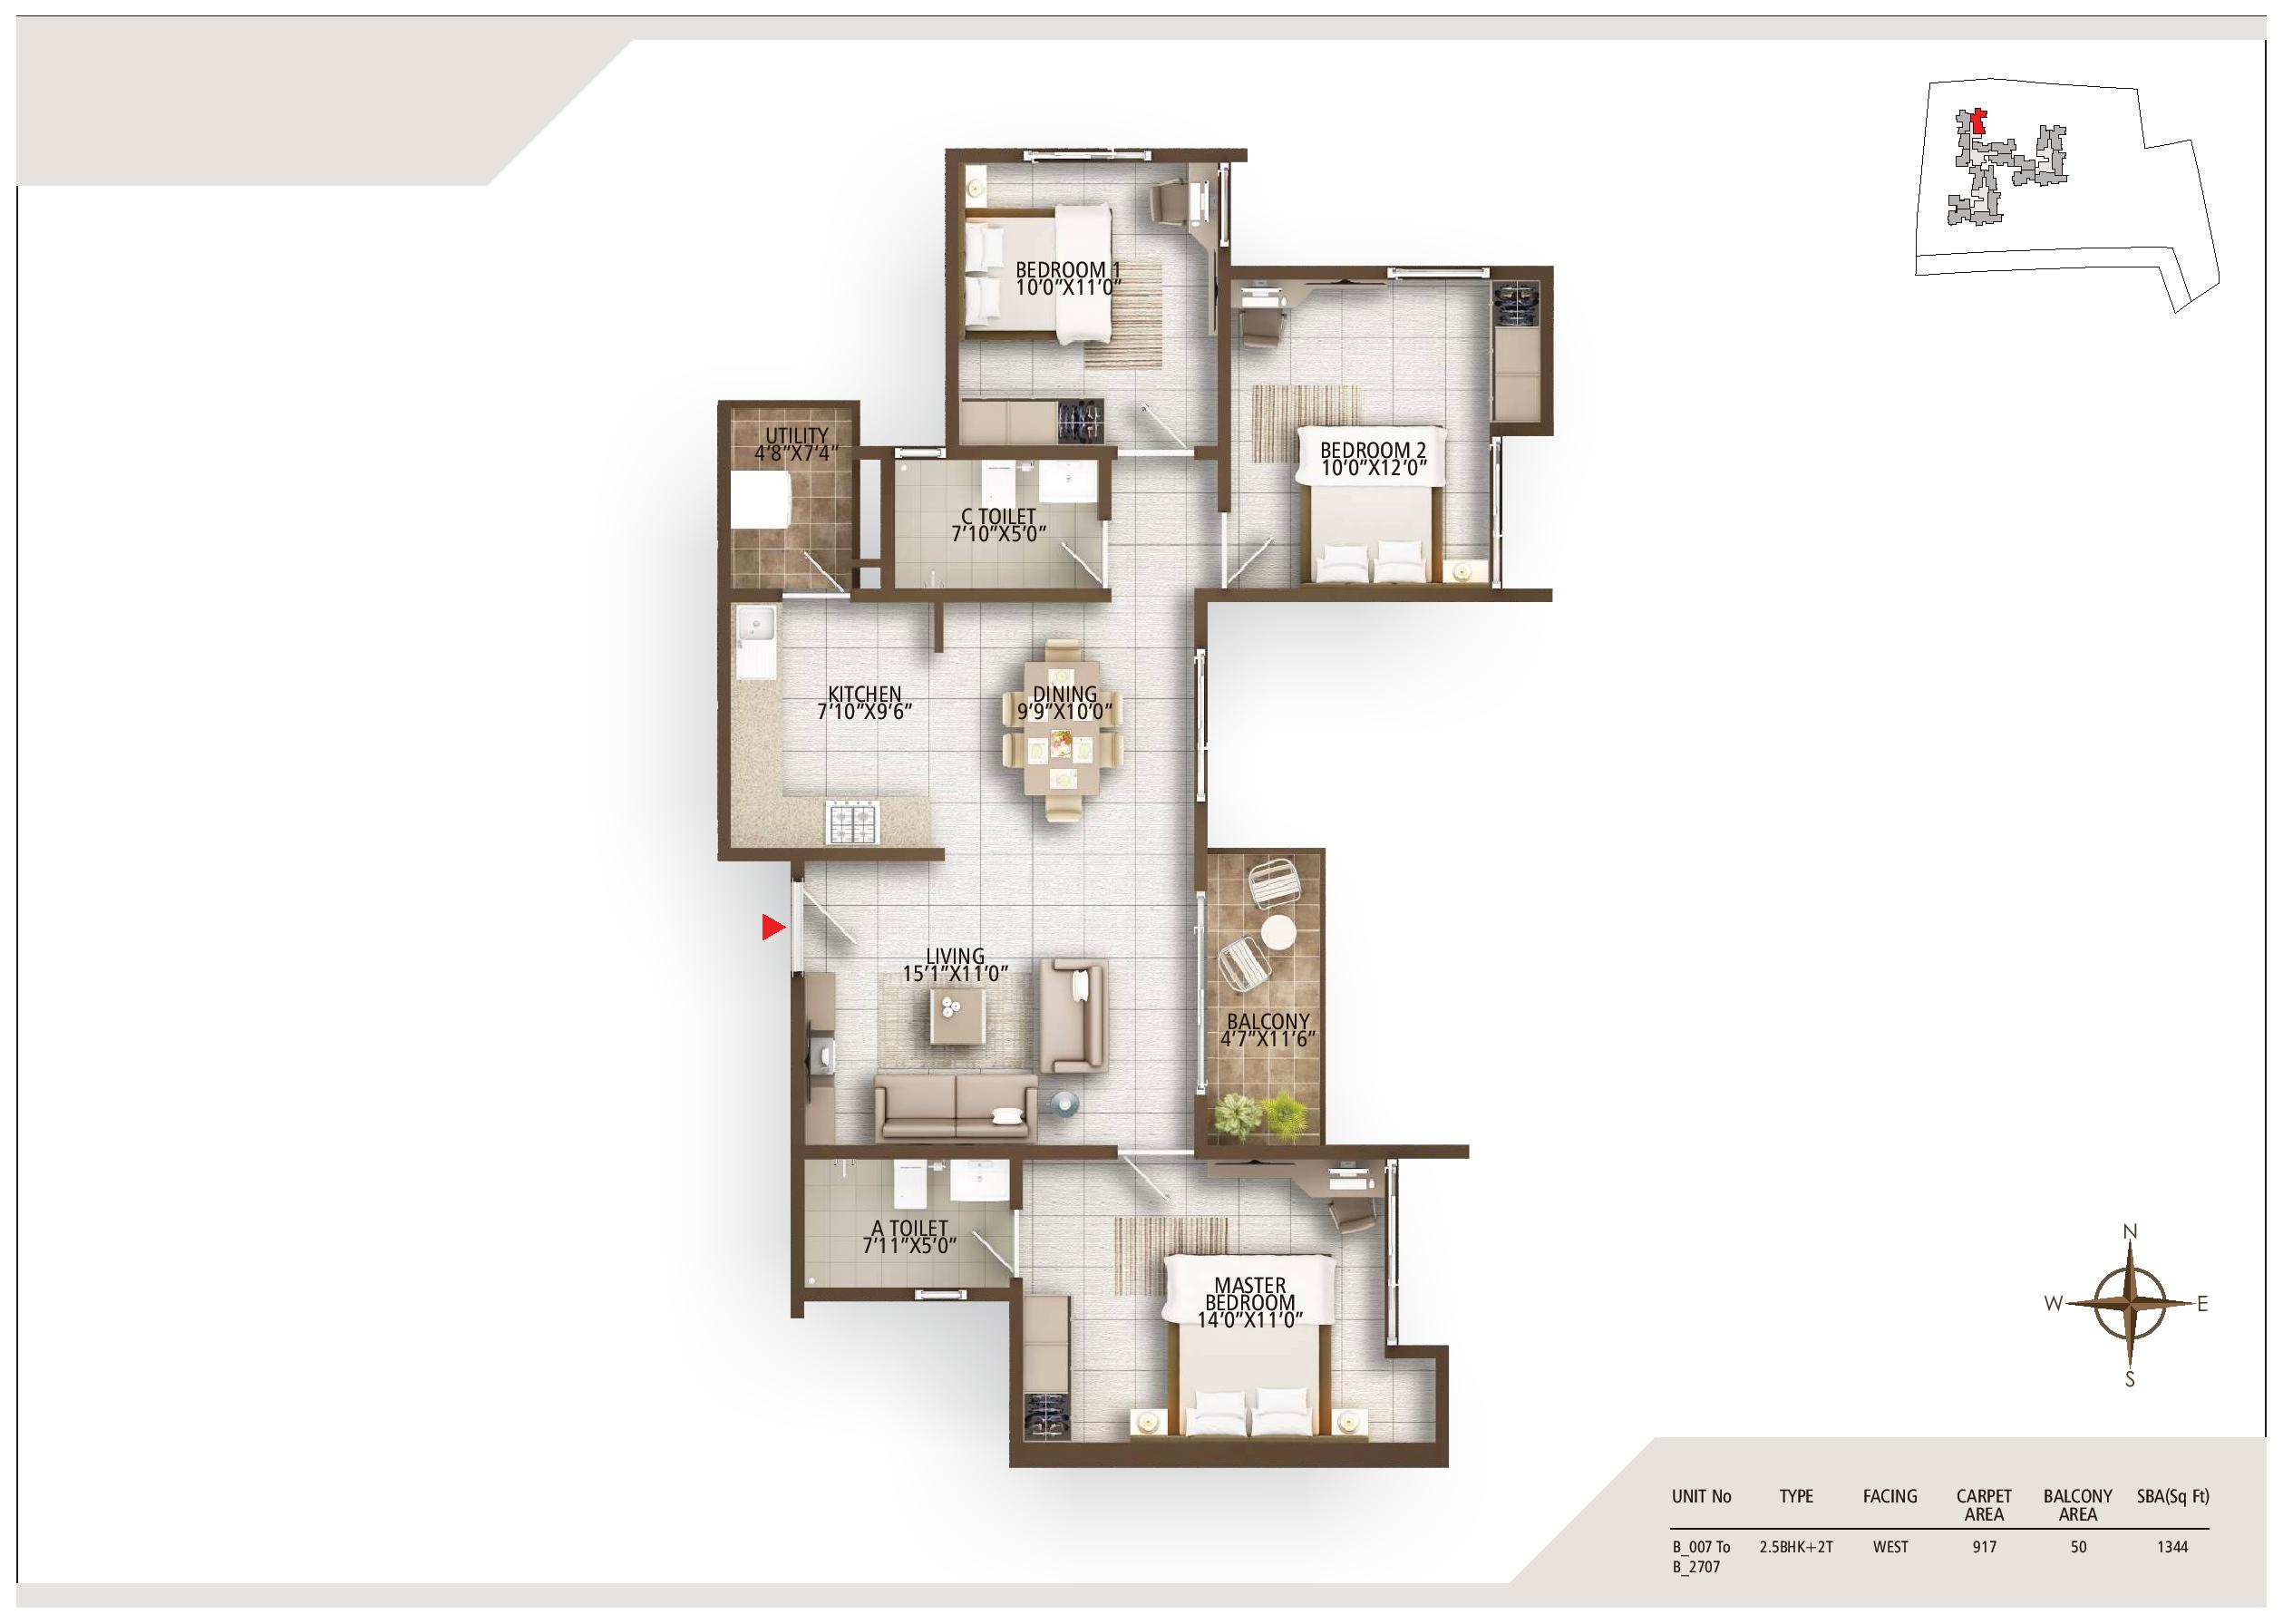 BEDROOM 1
10'0"X11'0"
BEDROOM 2
10'0"X12'0"
UTILITY
4'8"X7'4"
C TOILET
7'10"X5'0"
KITCHEN
7'10"X9'6"
DINING
9'9"X10'0"
LIVING
15'1"X11'0"
BALCONY
4'7"X11'6"
A TOILET
7'11"X5'0"
MASTER
BEDROOM
14'0"X11'0"
N
W E
S
UNIT No TYPE FACING CARPET AREA BALCONY AREA SBA(Sq Ft)
B_007 To B_2707 2.5BHK+2T WEST 917 50 1344